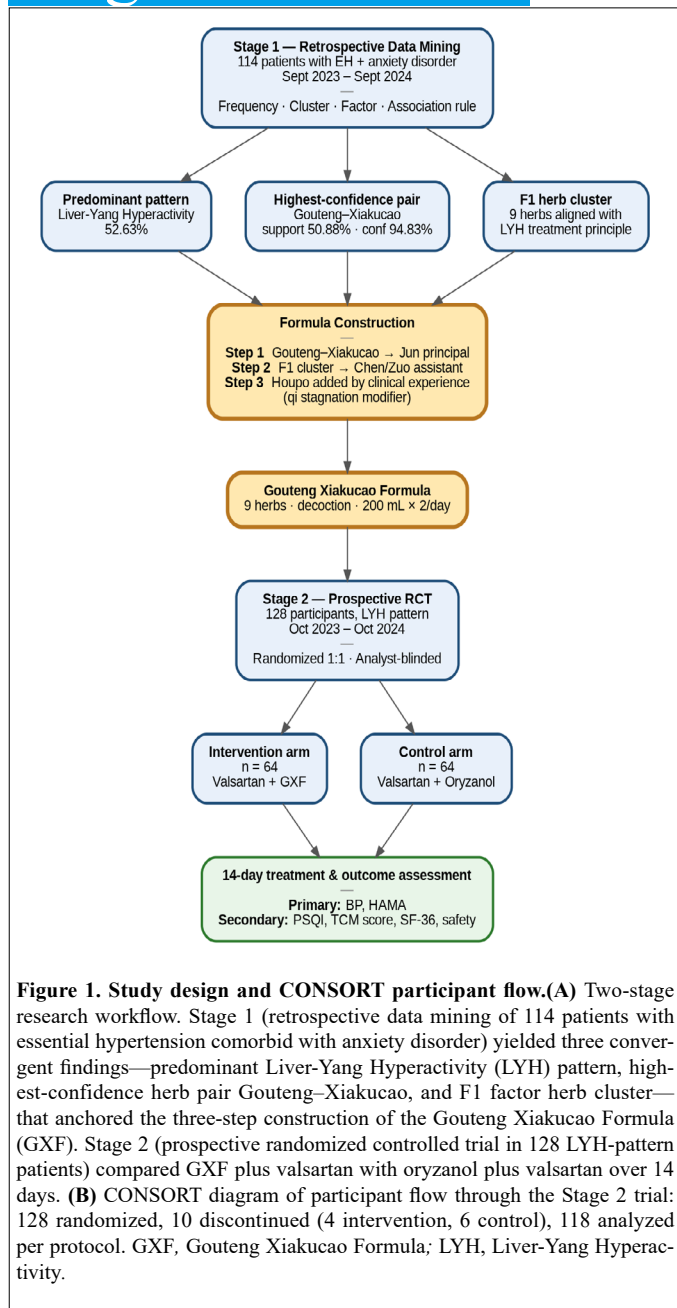 Stage 1 — Retrospective Data Mining
114 patients with EH + anxiety disorder
Sept 2023 – Sept 2024
—
Frequency · Cluster · Factor · Association rule
Predominant pattern
Liver-Yang Hyperactivity
52.63%
Highest-confidence pair
Gouteng–Xiakucao
support 50.88% · conf 94.83%
F1 herb cluster
9 herbs aligned with
LYH treatment principle
Formula Construction
—
Step 1 Gouteng–Xiakucao → Jun principal
Step 2 F1 cluster → Chen/Zuo assistant
Step 3 Houpo added by clinical experience
(qi stagnation modifier)
Gouteng Xiakucao Formula
9 herbs · decoction · 200 mL × 2/day
Stage 2 — Prospective RCT
128 participants, LYH pattern
Oct 2023 – Oct 2024
—
Randomized 1:1 · Analyst-blinded
Intervention arm
n = 64
Valsartan + GXF
Control arm
n = 64
Valsartan + Oryzanol
14-day treatment & outcome assessment
—
Primary: BP, HAMA
Secondary: PSQI, TCM score, SF-36, safety
Figure 1. Study design and CONSORT participant flow.(A) Two-stage
research workflow. Stage 1 (retrospective data mining of 114 patients with
essential hypertension comorbid with anxiety disorder) yielded three conver-
gent findings—predominant Liver-Yang Hyperactivity (LYH) pattern, high-
est-confidence herb pair Gouteng–Xiakucao, and F1 factor herb cluster—
that anchored the three-step construction of the Gouteng Xiakucao Formula
(GXF). Stage 2 (prospective randomized controlled trial in 128 LYH-pattern
patients) compared GXF plus valsartan with oryzanol plus valsartan over 14
days. (B) CONSORT diagram of participant flow through the Stage 2 trial:
128 randomized, 10 discontinued (4 intervention, 6 control), 118 analyzed
per protocol. GXF, Gouteng Xiakucao Formula; LYH, Liver-Yang Hyperac-
tivity.